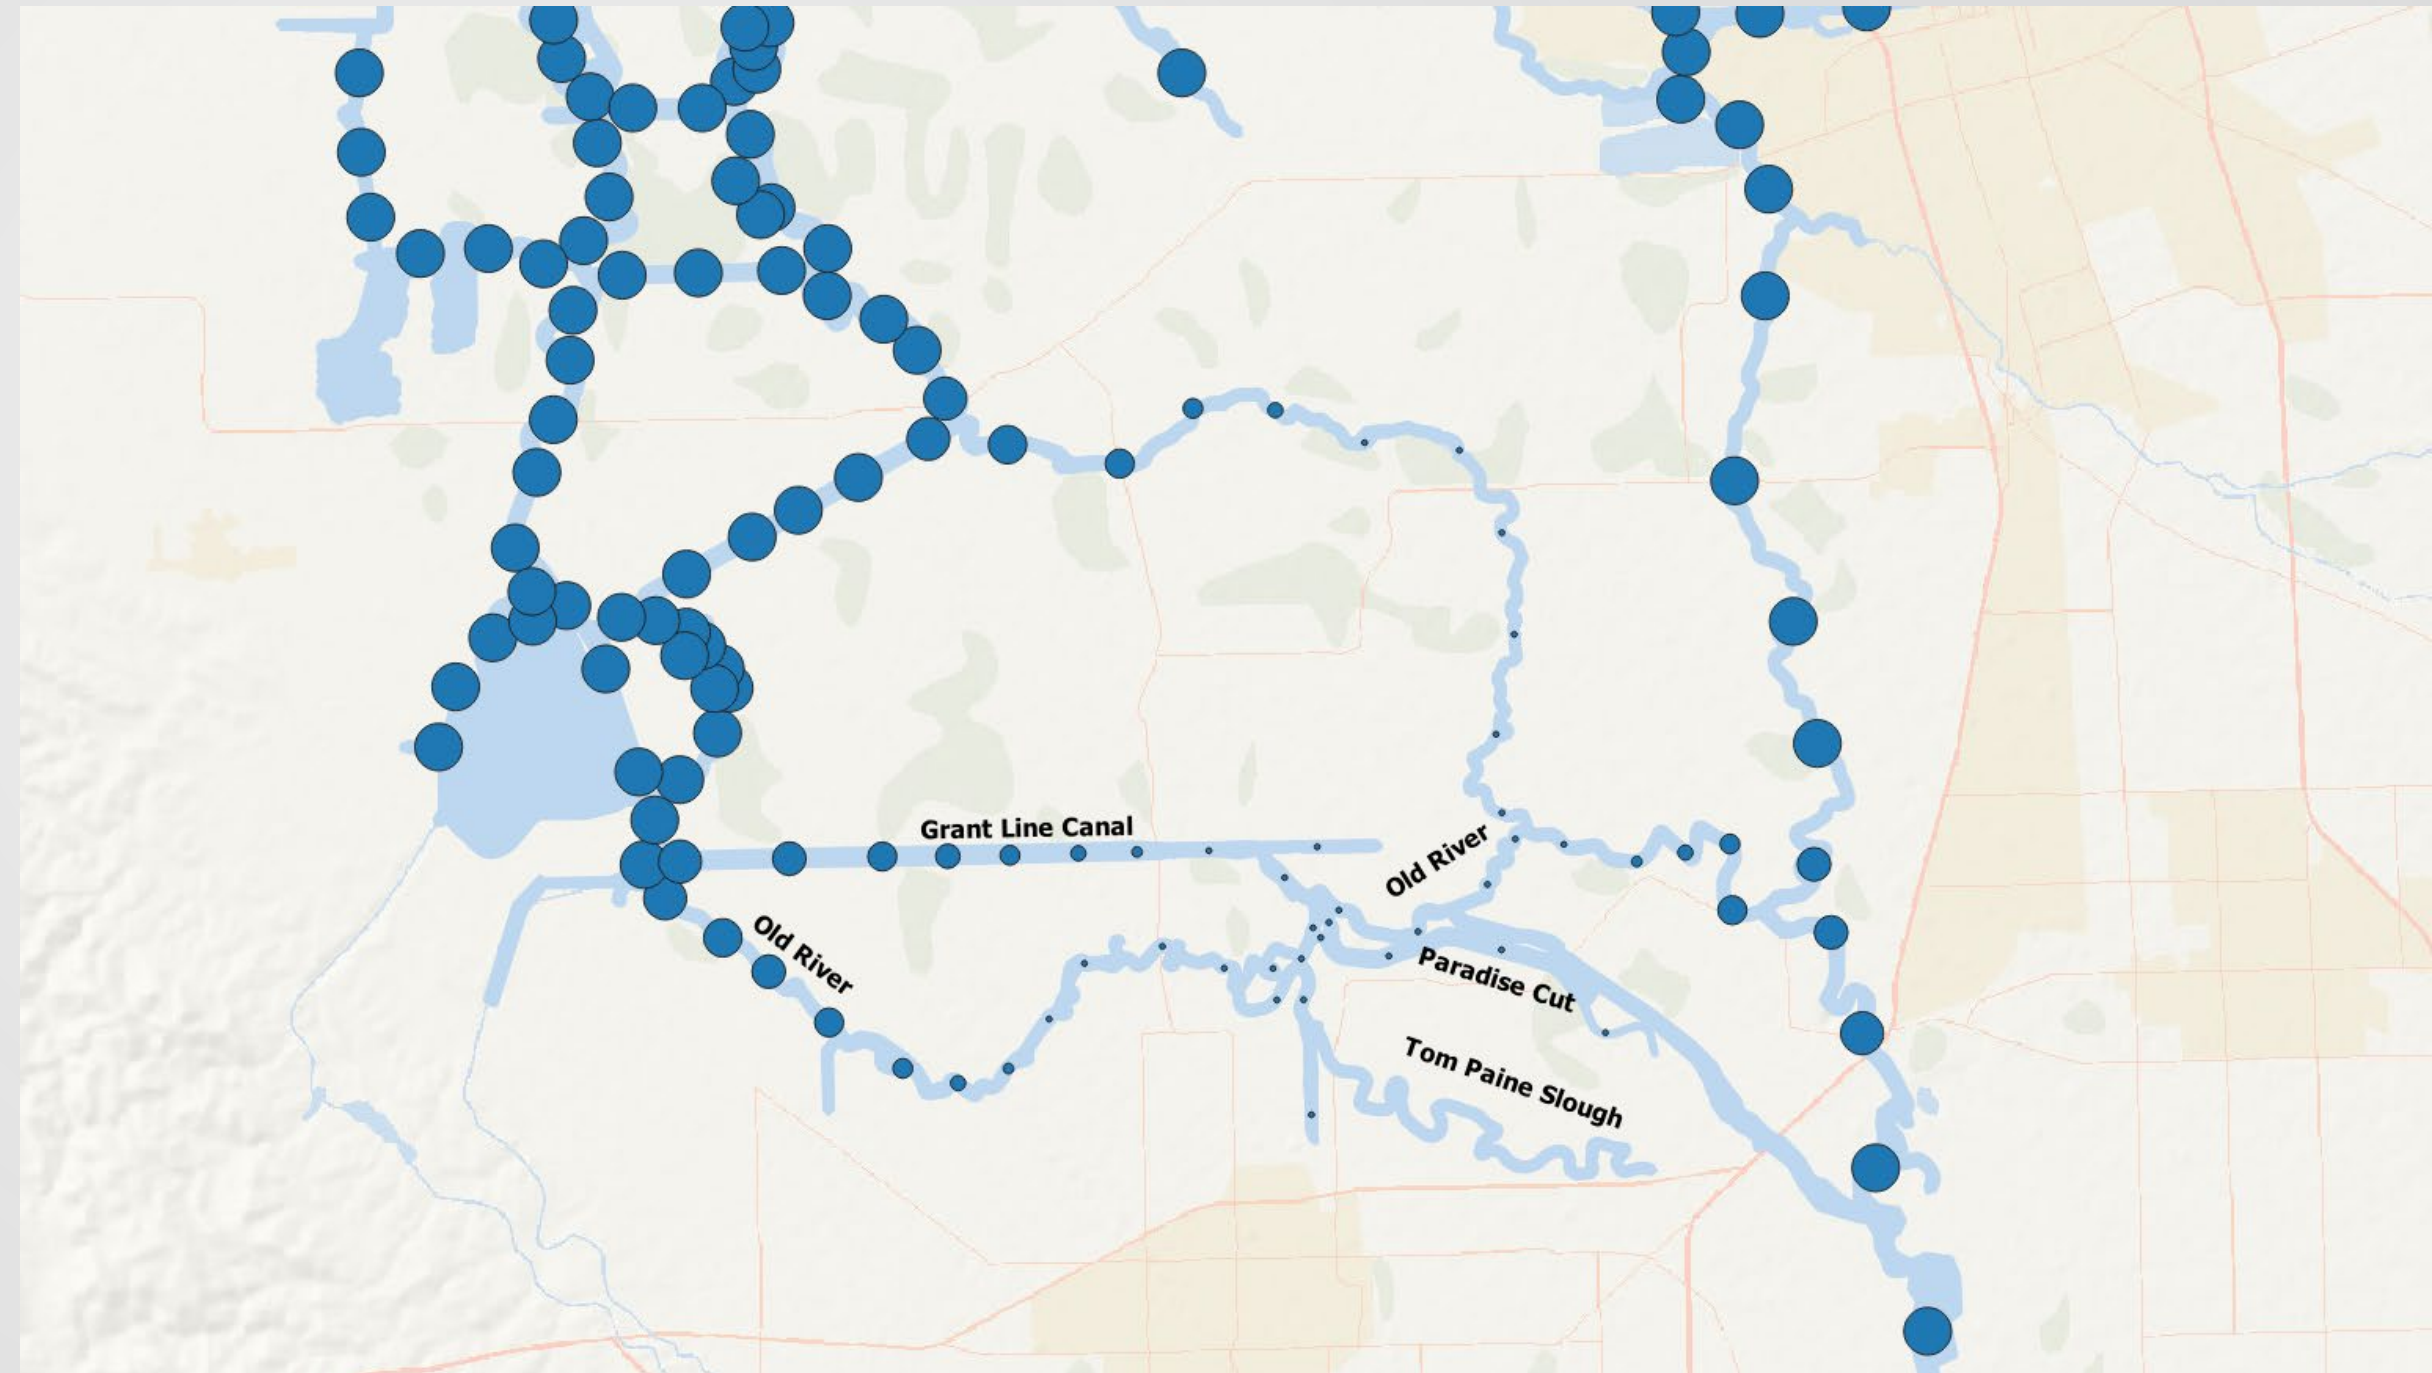 Grant Line Canal
Old River
Old River
Paradise Cut
Tom Paine Slough